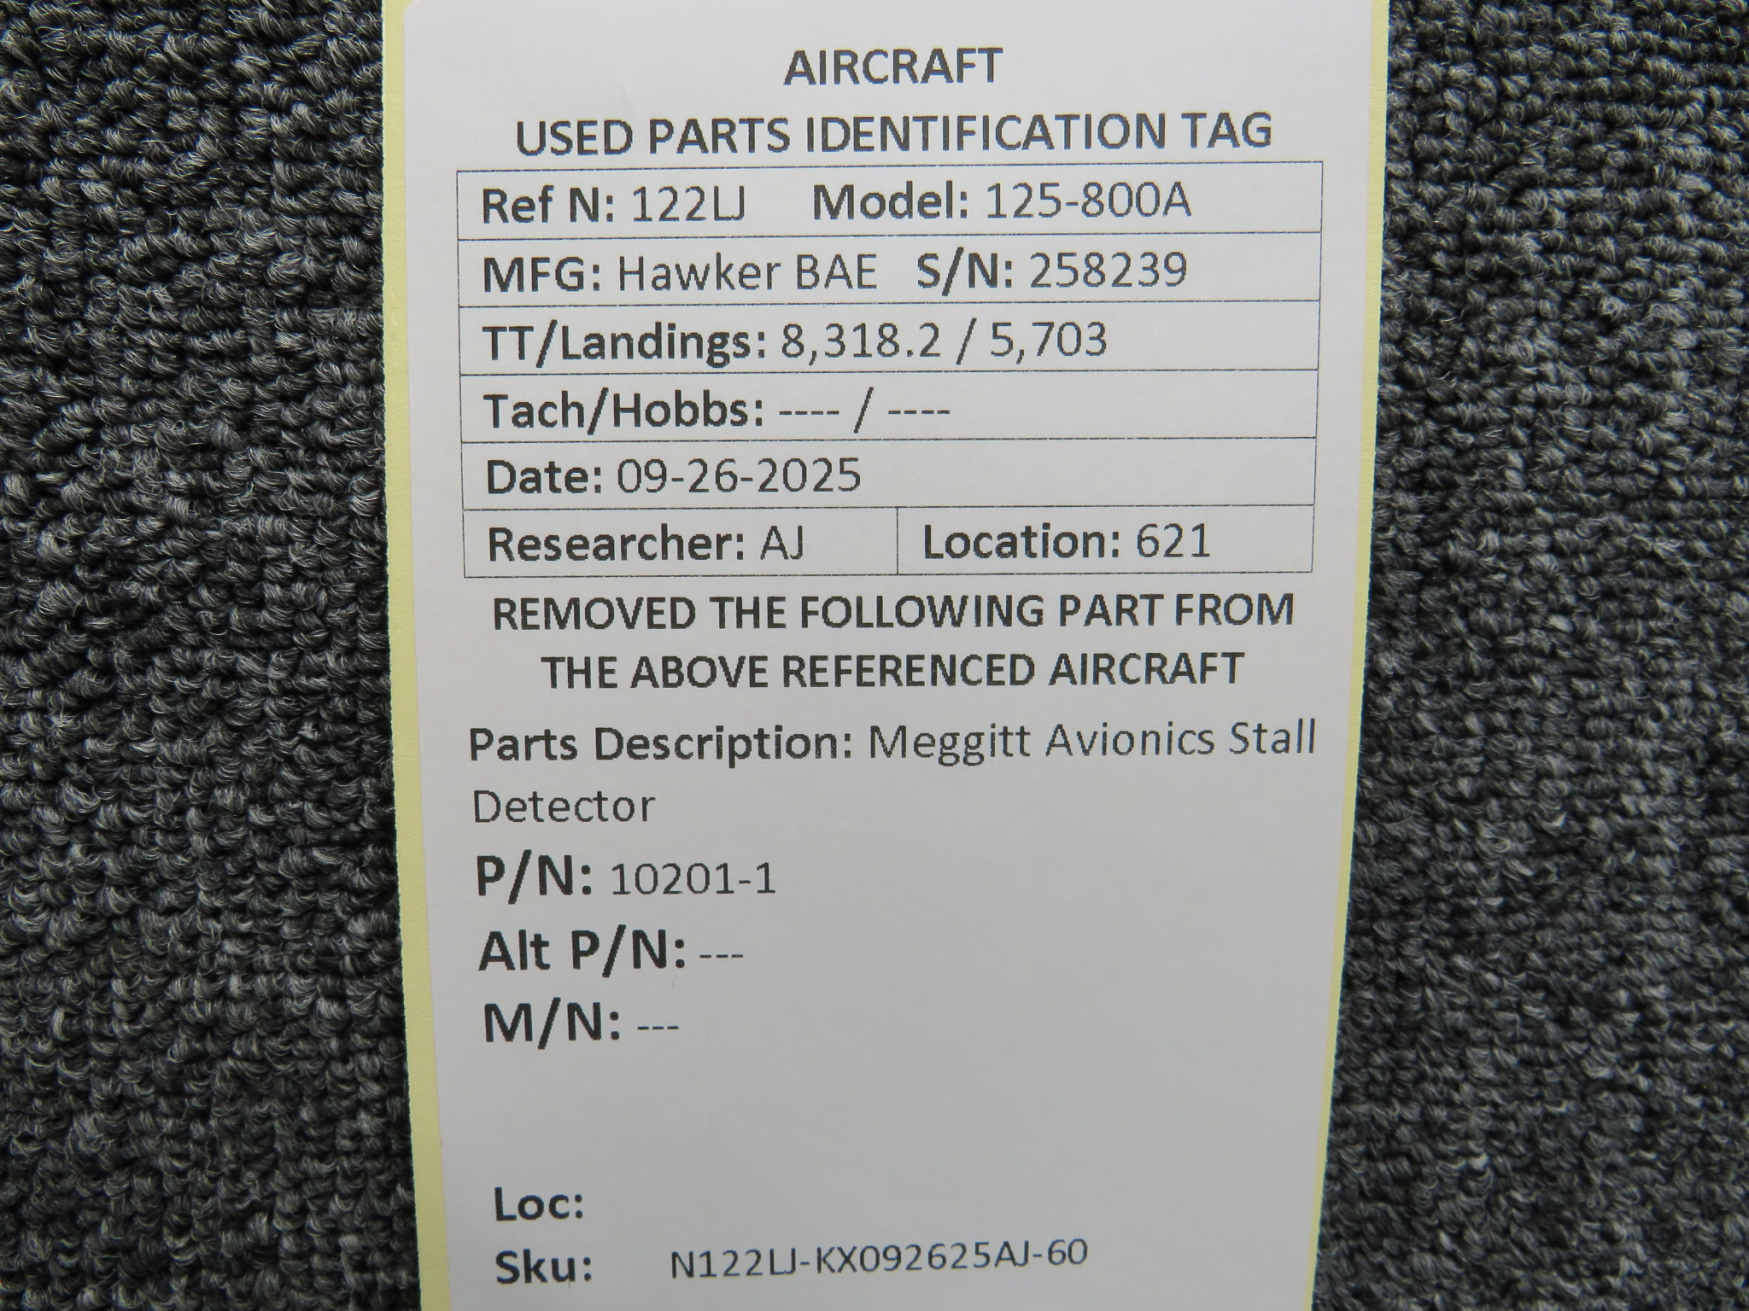 AIRCRAFT
USED PARTS IDENTIFICATION TAG
Ref N: 122LJ Model: 125-800A
MFG: Hawker BAE S/N: 258239
TT/Landings: 8,318.2 / 5,703
Tach/Hobbs: ---- / ----
Date: 09-26-2025
Researcher: AJ Location: 621
REMOVED THE FOLLOWING PART FROM
THE ABOVE REFERENCED AIRCRAFT
Parts Description: Meggitt Avionics Stall
Detector
P/N: 10201-1
Alt P/N: ---
M/N: ---
Loc:
Sku: N122LJ-KX092625AJ-60